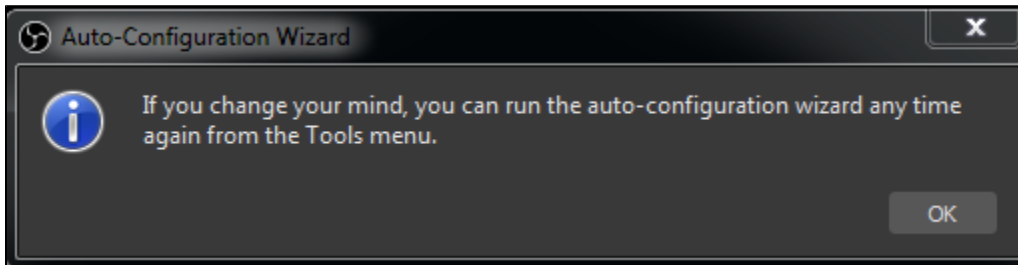 Auto-Configuration Wizard
If you change your mind, you can run the auto-configuration wizard any time
again from the Tools menu.
OK